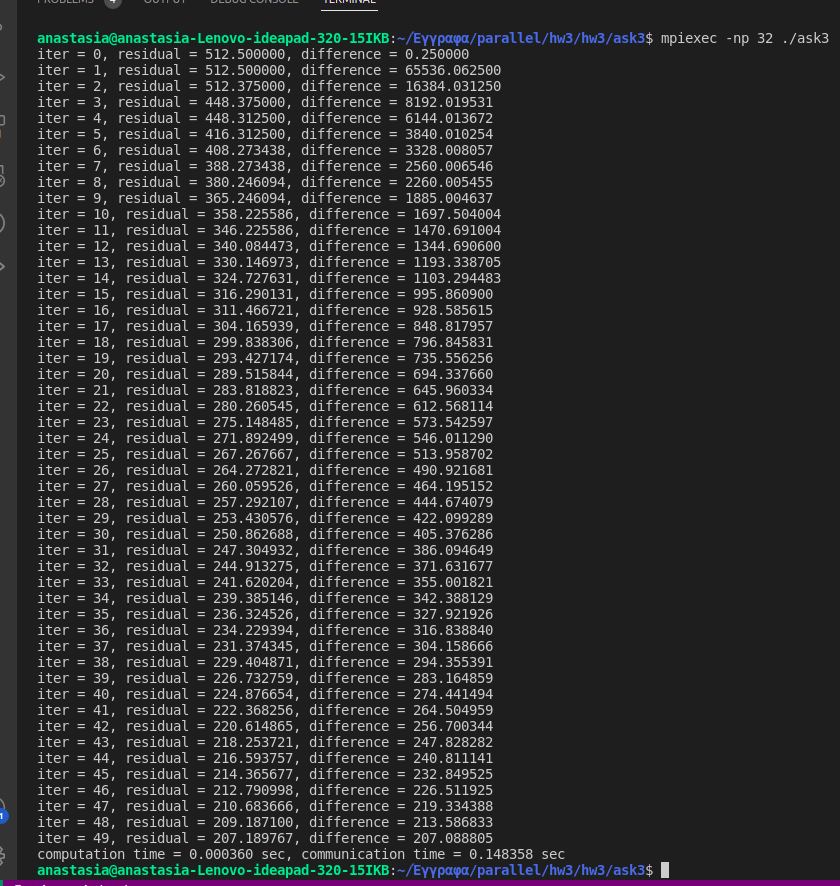 PROBLEMS 4 OUTPUT DEBUG CONSOLE TERMINAL
anastasia@anastasia-Lenovo-ideapad-320-15IKB:~/Έγγραφα/parallel/hw3/hw3/ask3$ mpiexec -np 32 ./ask3
iter = 0, residual = 512.500000, difference = 0.250000
iter = 1, residual = 512.500000, difference = 65536.062500
iter = 2, residual = 512.375000, difference = 16384.031250
iter = 3, residual = 448.375000, difference = 8192.019531
iter = 4, residual = 448.312500, difference = 6144.013672
iter = 5, residual = 416.312500, difference = 3840.010254
iter = 6, residual = 408.273438, difference = 3328.008057
iter = 7, residual = 388.273438, difference = 2560.006546
iter = 8, residual = 380.246094, difference = 2260.005455
iter = 9, residual = 365.246094, difference = 1885.004637
iter = 10, residual = 358.225586, difference = 1697.504004
iter = 11, residual = 346.225586, difference = 1470.691004
iter = 12, residual = 340.084473, difference = 1344.690600
iter = 13, residual = 330.146973, difference = 1193.338705
iter = 14, residual = 324.727631, difference = 1103.294483
iter = 15, residual = 316.290131, difference = 995.860900
iter = 16, residual = 311.466721, difference = 928.585615
iter = 17, residual = 304.165939, difference = 848.817957
iter = 18, residual = 299.838306, difference = 796.845831
iter = 19, residual = 293.427174, difference = 735.556256
iter = 20, residual = 289.515844, difference = 694.337660
iter = 21, residual = 283.818823, difference = 645.960334
iter = 22, residual = 280.260545, difference = 612.568114
iter = 23, residual = 275.148485, difference = 573.542597
iter = 24, residual = 271.892499, difference = 546.011290
iter = 25, residual = 267.267667, difference = 513.958702
iter = 26, residual = 264.272821, difference = 490.921681
iter = 27, residual = 260.059526, difference = 464.195152
iter = 28, residual = 257.292107, difference = 444.674079
iter = 29, residual = 253.430576, difference = 422.099289
iter = 30, residual = 250.862688, difference = 405.376286
iter = 31, residual = 247.304932, difference = 386.094649
iter = 32, residual = 244.913275, difference = 371.631677
iter = 33, residual = 241.620204, difference = 355.001821
iter = 34, residual = 239.385146, difference = 342.388129
iter = 35, residual = 236.324526, difference = 327.921926
iter = 36, residual = 234.229394, difference = 316.838840
iter = 37, residual = 231.374345, difference = 304.158666
iter = 38, residual = 229.404871, difference = 294.355391
iter = 39, residual = 226.732759, difference = 283.164859
iter = 40, residual = 224.876654, difference = 274.441494
iter = 41, residual = 222.368256, difference = 264.504959
iter = 42, residual = 220.614865, difference = 256.700344
iter = 43, residual = 218.253721, difference = 247.828282
iter = 44, residual = 216.593757, difference = 240.811141
iter = 45, residual = 214.365677, difference = 232.849525
iter = 46, residual = 212.790998, difference = 226.511925
iter = 47, residual = 210.683666, difference = 219.334388
iter = 48, residual = 209.187100, difference = 213.586833
iter = 49, residual = 207.189767, difference = 207.088805
computation time = 0.000360 sec, communication time = 0.148358 sec
anastasia@anastasia-Lenovo-ideapad-320-15IKB:~/Έγγραφα/parallel/hw3/hw3/ask3$